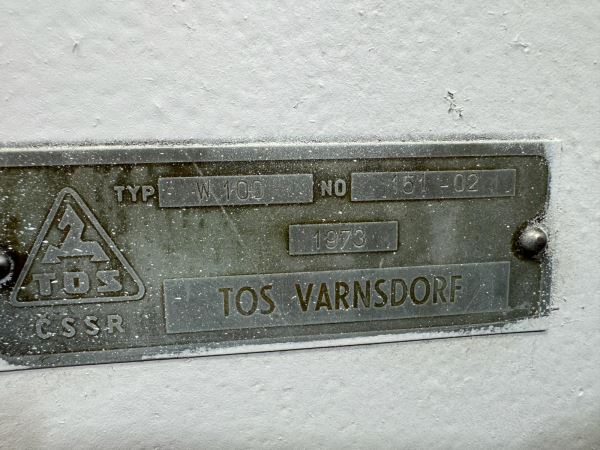 TYP W 100 NO 151-02
1973
TOS
ČSSR
TOS VARNSDORF